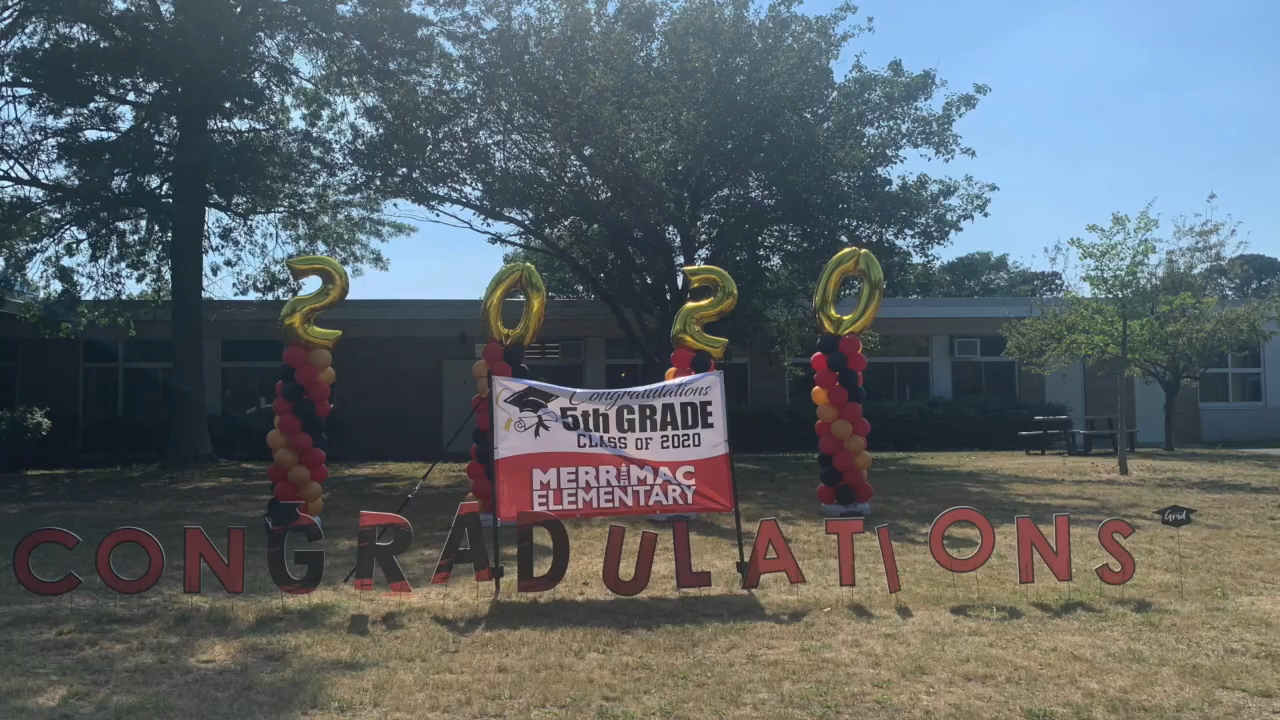 2020
Congratulations
5th GRADE
CLASS OF 2020
MERRIMAC
ELEMENTARY
CONGRADULATIONS
Grad